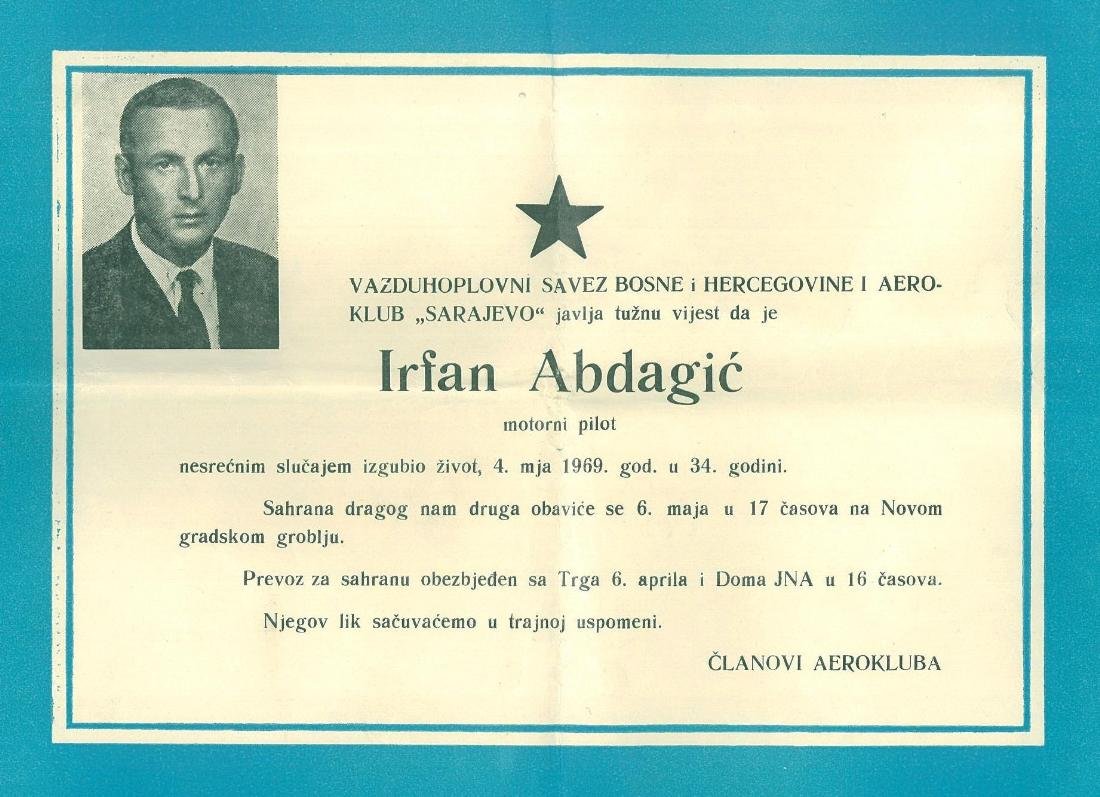 VAZDUHOPLOVNI SAVEZ BOSNE i HERCEGOVINE I AERO-
KLUB „SARAJEVO“ javlja tužnu vijest da je
Irfan Abdagić
motorni pilot
nesrećnim slučajem izgubio život, 4. mja 1969. god. u 34. godini.
Sahrana dragog nam druga obaviće se 6. maja u 17 časova na Novom
gradskom groblju.
Prevoz za sahranu obezbjeđen sa Trga 6. aprila i Doma JNA u 16 časova.
Njegov lik sačuvaćemo u trajnoj uspomeni.
ČLANOVI AEROKLUBA